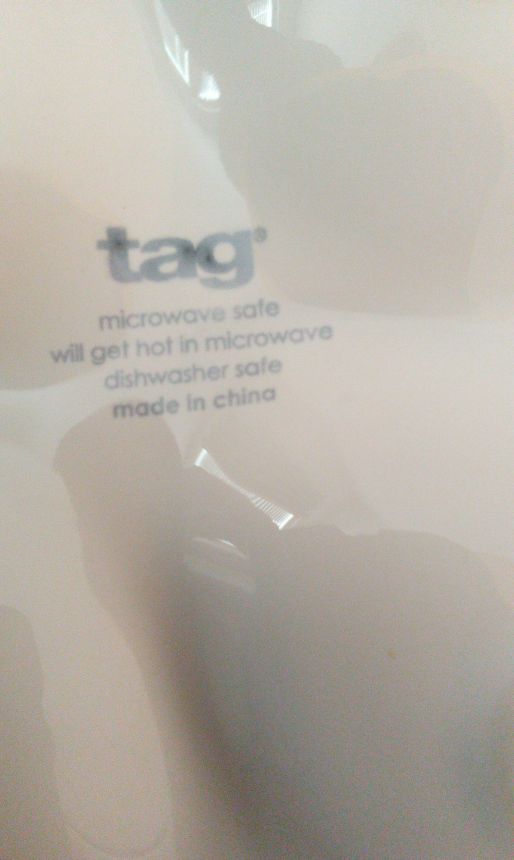 tag®
microwave safe
will get hot in microwave
dishwasher safe
made in china